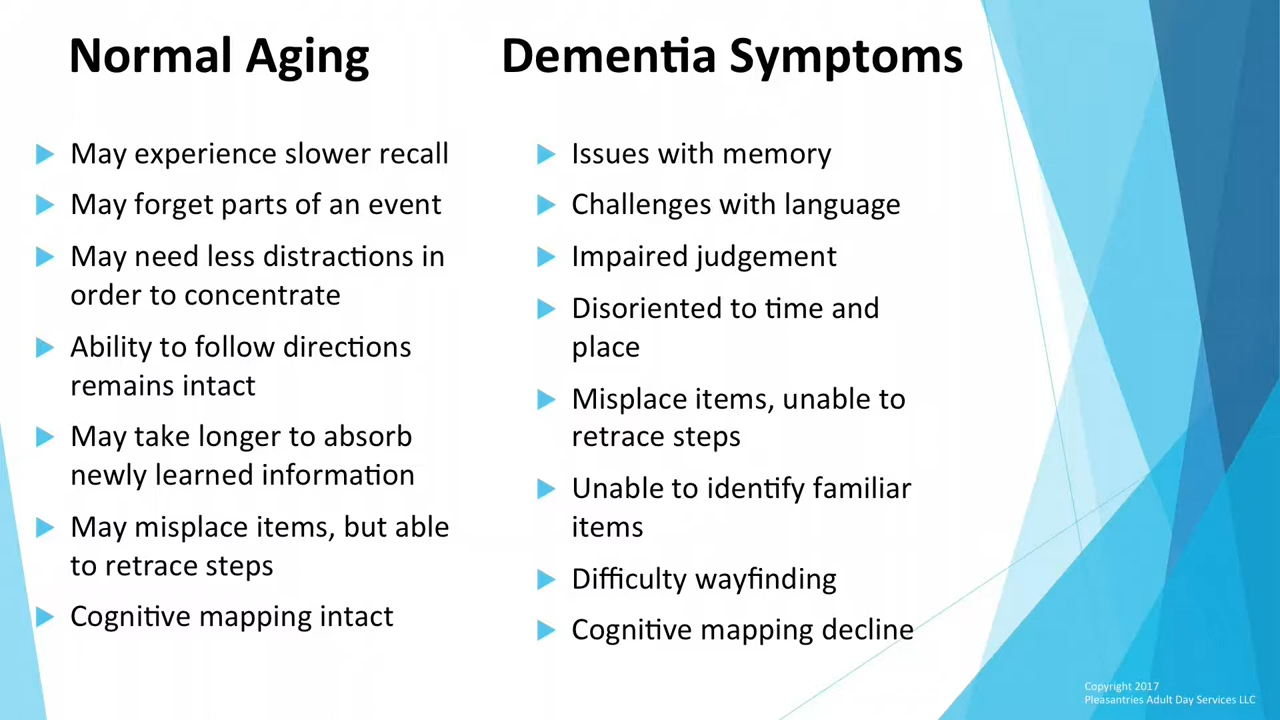 Normal Aging
May experience slower recall
May forget parts of an event
May need less distractions in
order to concentrate
Ability to follow directions
remains intact
May take longer to absorb
newly learned information
May misplace items, but able
to retrace steps
Cognitive mapping intact
Dementia Symptoms
Issues with memory
Challenges with language
Impaired judgement
Disoriented to time and
place
Misplace items, unable to
retrace steps
Unable to identify familiar
items
Difficulty wayfinding
Cognitive mapping decline
Copyright 2017
Pleasantries Adult Day Services LLC